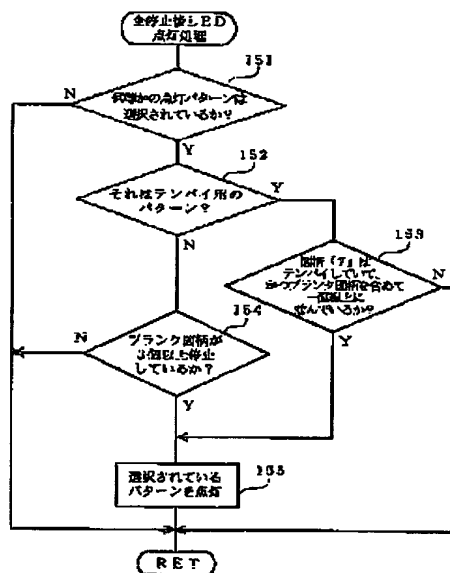 全停止後LED
点灯処理
151
何等かの点灯パターンは
選択されているか?
N
Y
152
それはテンパイ用の
パターン?
Y
N
153
図柄「7」は
テンパイしていて、
かつブランク図柄を含めて
一直線上に
並んでいるか?
N
Y
154
ブランク図柄が
3個以上停止
しているか?
N
Y
155
選択されている
パターンを点灯
RET